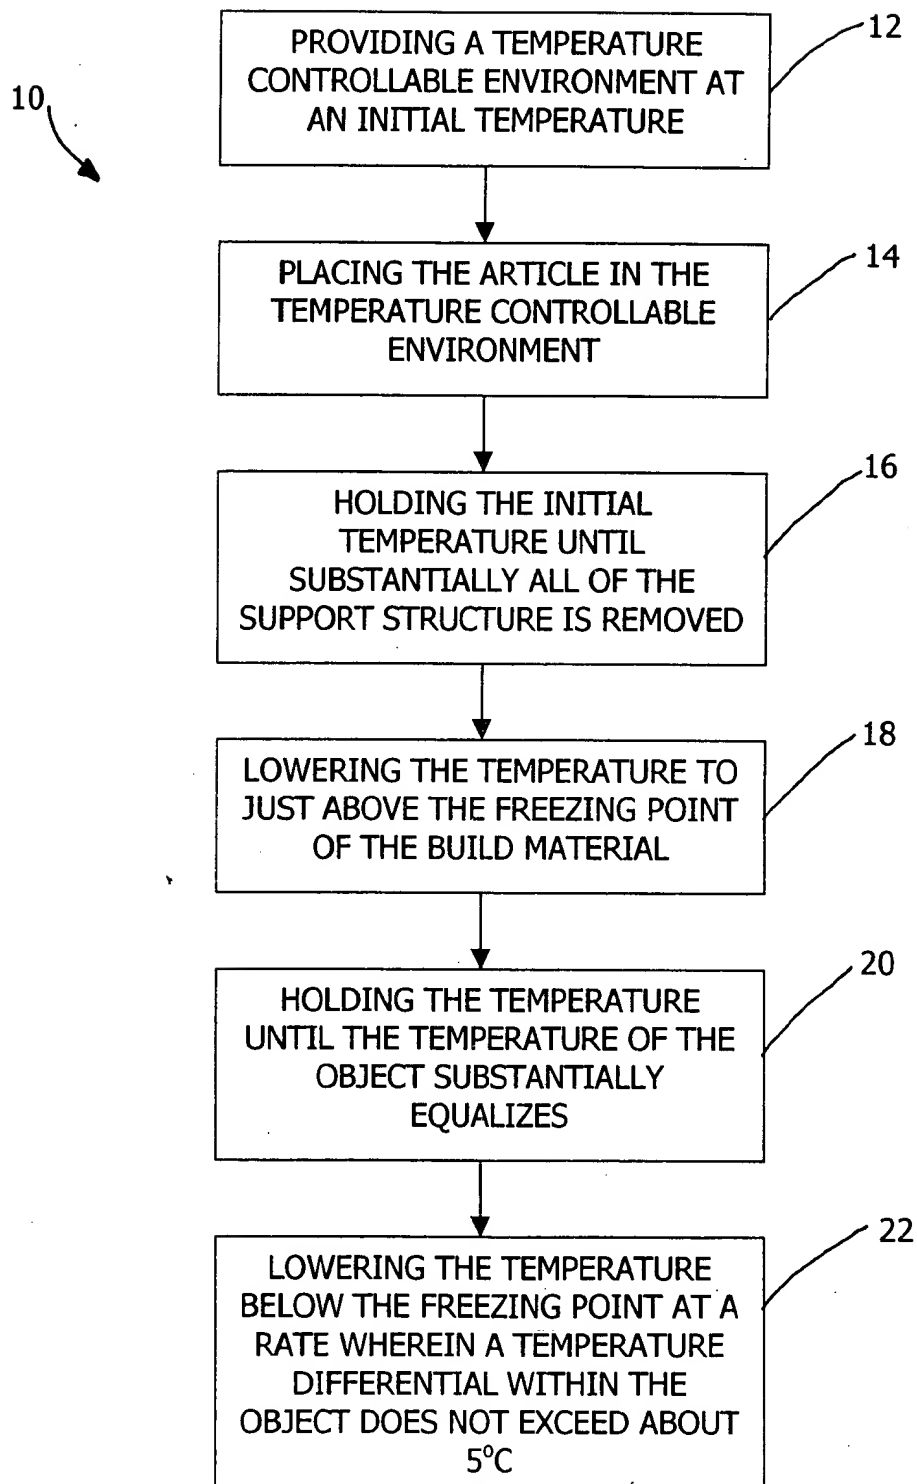 10
12
PROVIDING A TEMPERATURE
CONTROLLABLE ENVIRONMENT AT
AN INITIAL TEMPERATURE
14
PLACING THE ARTICLE IN THE
TEMPERATURE CONTROLLABLE
ENVIRONMENT
16
HOLDING THE INITIAL
TEMPERATURE UNTIL
SUBSTANTIALLY ALL OF THE
SUPPORT STRUCTURE IS REMOVED
18
LOWERING THE TEMPERATURE TO
JUST ABOVE THE FREEZING POINT
OF THE BUILD MATERIAL
20
HOLDING THE TEMPERATURE
UNTIL THE TEMPERATURE OF THE
OBJECT SUBSTANTIALLY
EQUALIZES
22
LOWERING THE TEMPERATURE
BELOW THE FREEZING POINT AT A
RATE WHEREIN A TEMPERATURE
DIFFERENTIAL WITHIN THE
OBJECT DOES NOT EXCEED ABOUT
5°C